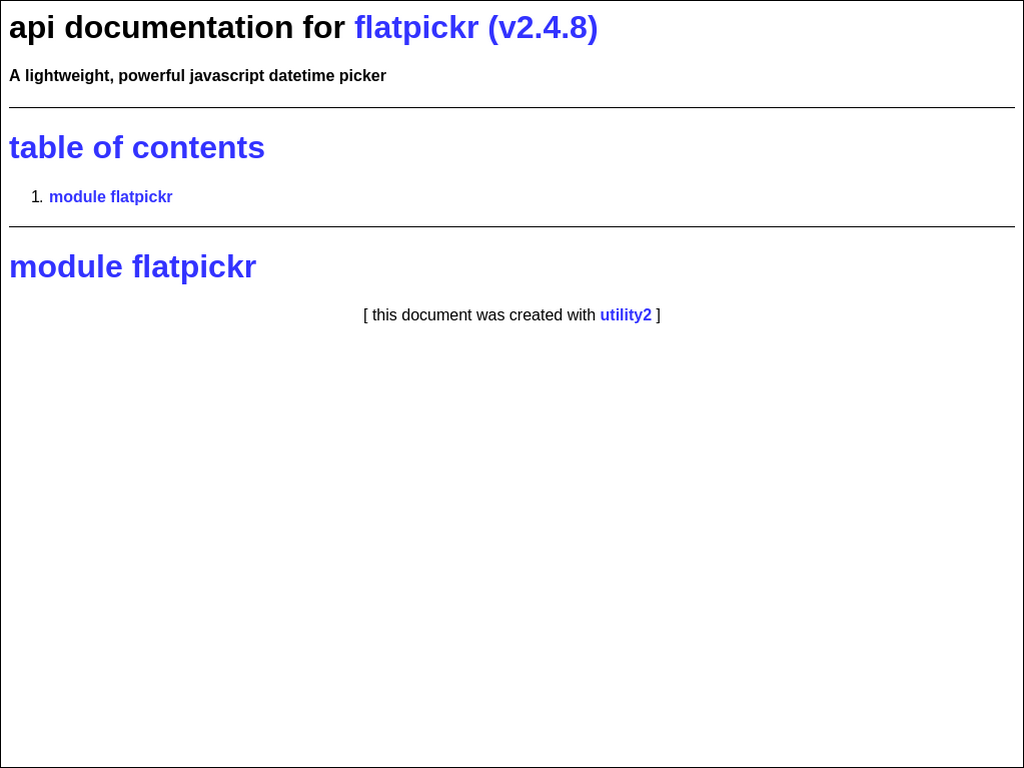 api documentation for flatpickr (v2.4.8)
A lightweight, powerful javascript datetime picker
table of contents
1. module flatpickr
module flatpickr
[ this document was created with utility2 ]